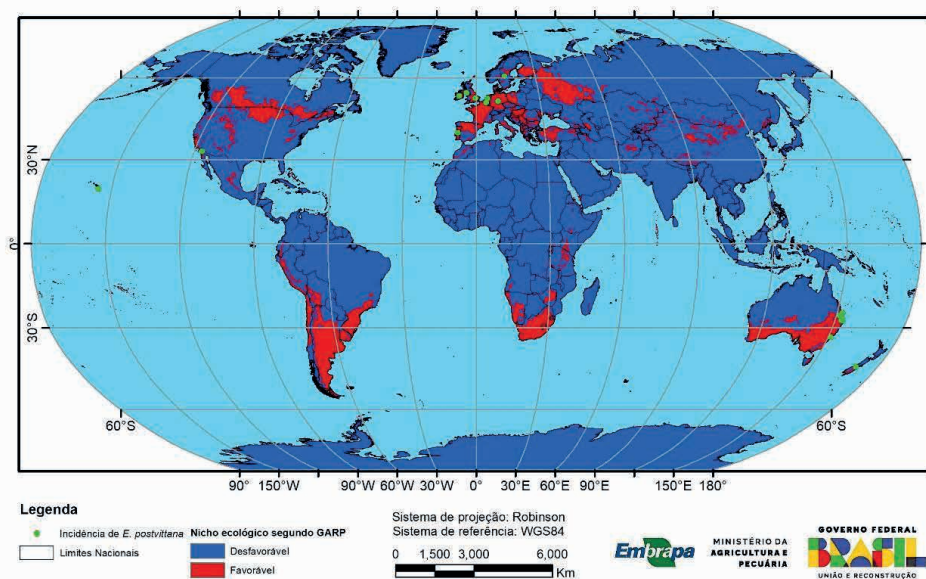 30°N
0°
30°S
60°S
60°S
90° 150°W 90°W 60°W 30°W 0° 30°E 60°E 90°E 120°E 150°E 180°
Legenda
Incidência de E. postvittana
Limites Nacionais
Nicho ecológico segundo GARP
Desfavorável
Favorável
Sistema de projeção: Robinson
Sistema de referência: WGS84
0 1,500 3,000 6,000
Km
Embrapa
MINISTÉRIO DA
AGRICULTURA E
PECUÁRIA
GOVERNO FEDERAL
BRASIL
UNIÃO E RECONSTRUÇÃO